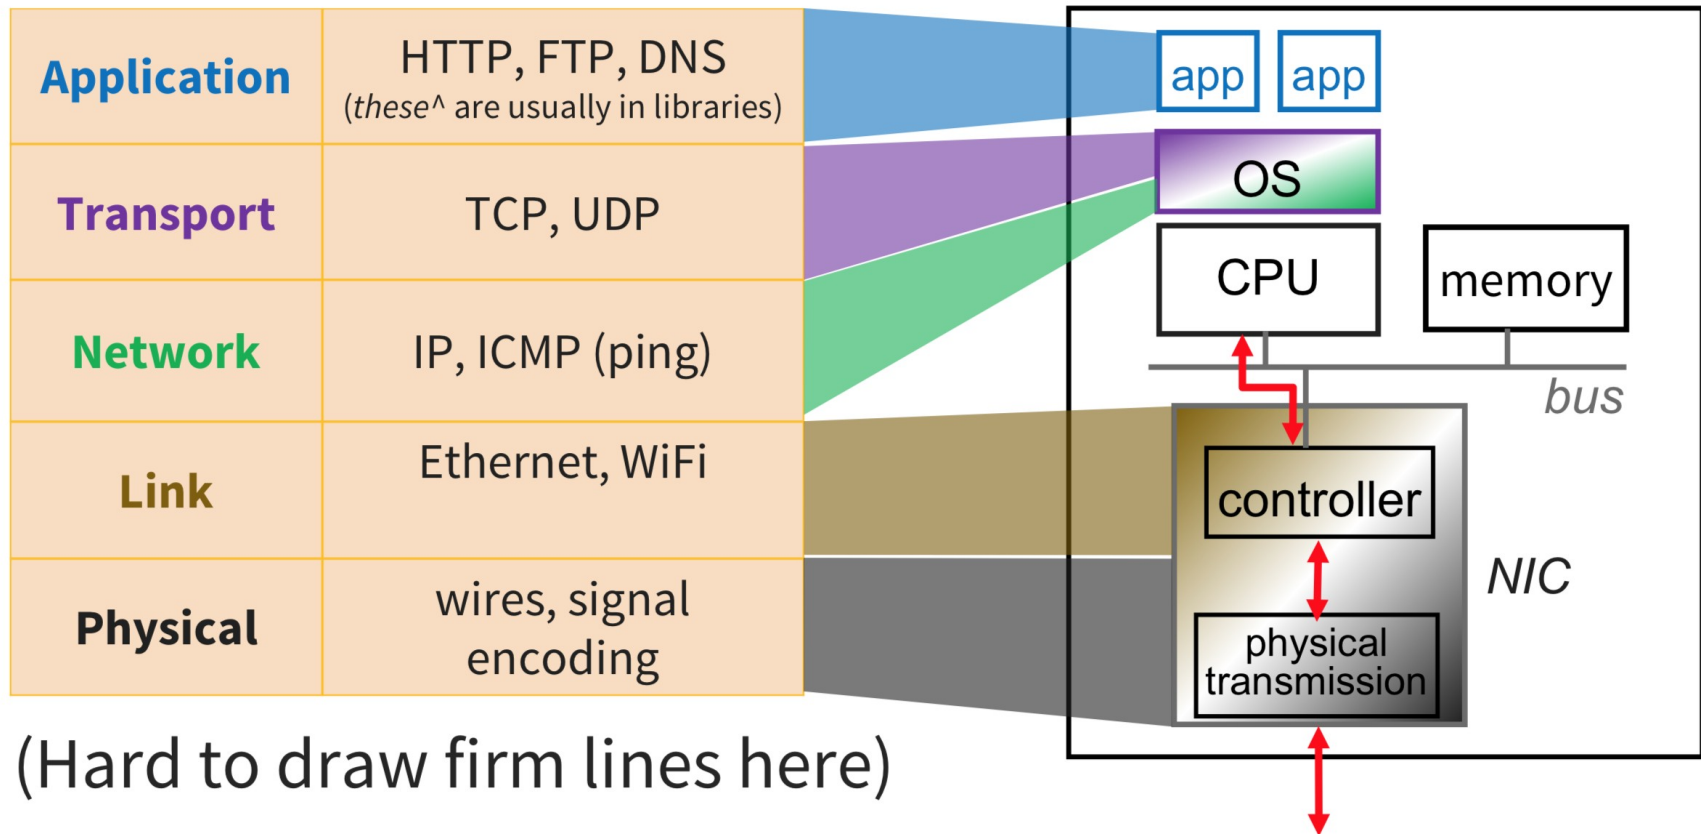 Application
HTTP, FTP, DNS
(these^ are usually in libraries)
Transport
TCP, UDP
Network
IP, ICMP (ping)
Link
Ethernet, WiFi
Physical
wires, signal
encoding
(Hard to draw firm lines here)
app
app
OS
CPU
memory
bus
controller
NIC
physical
transmission